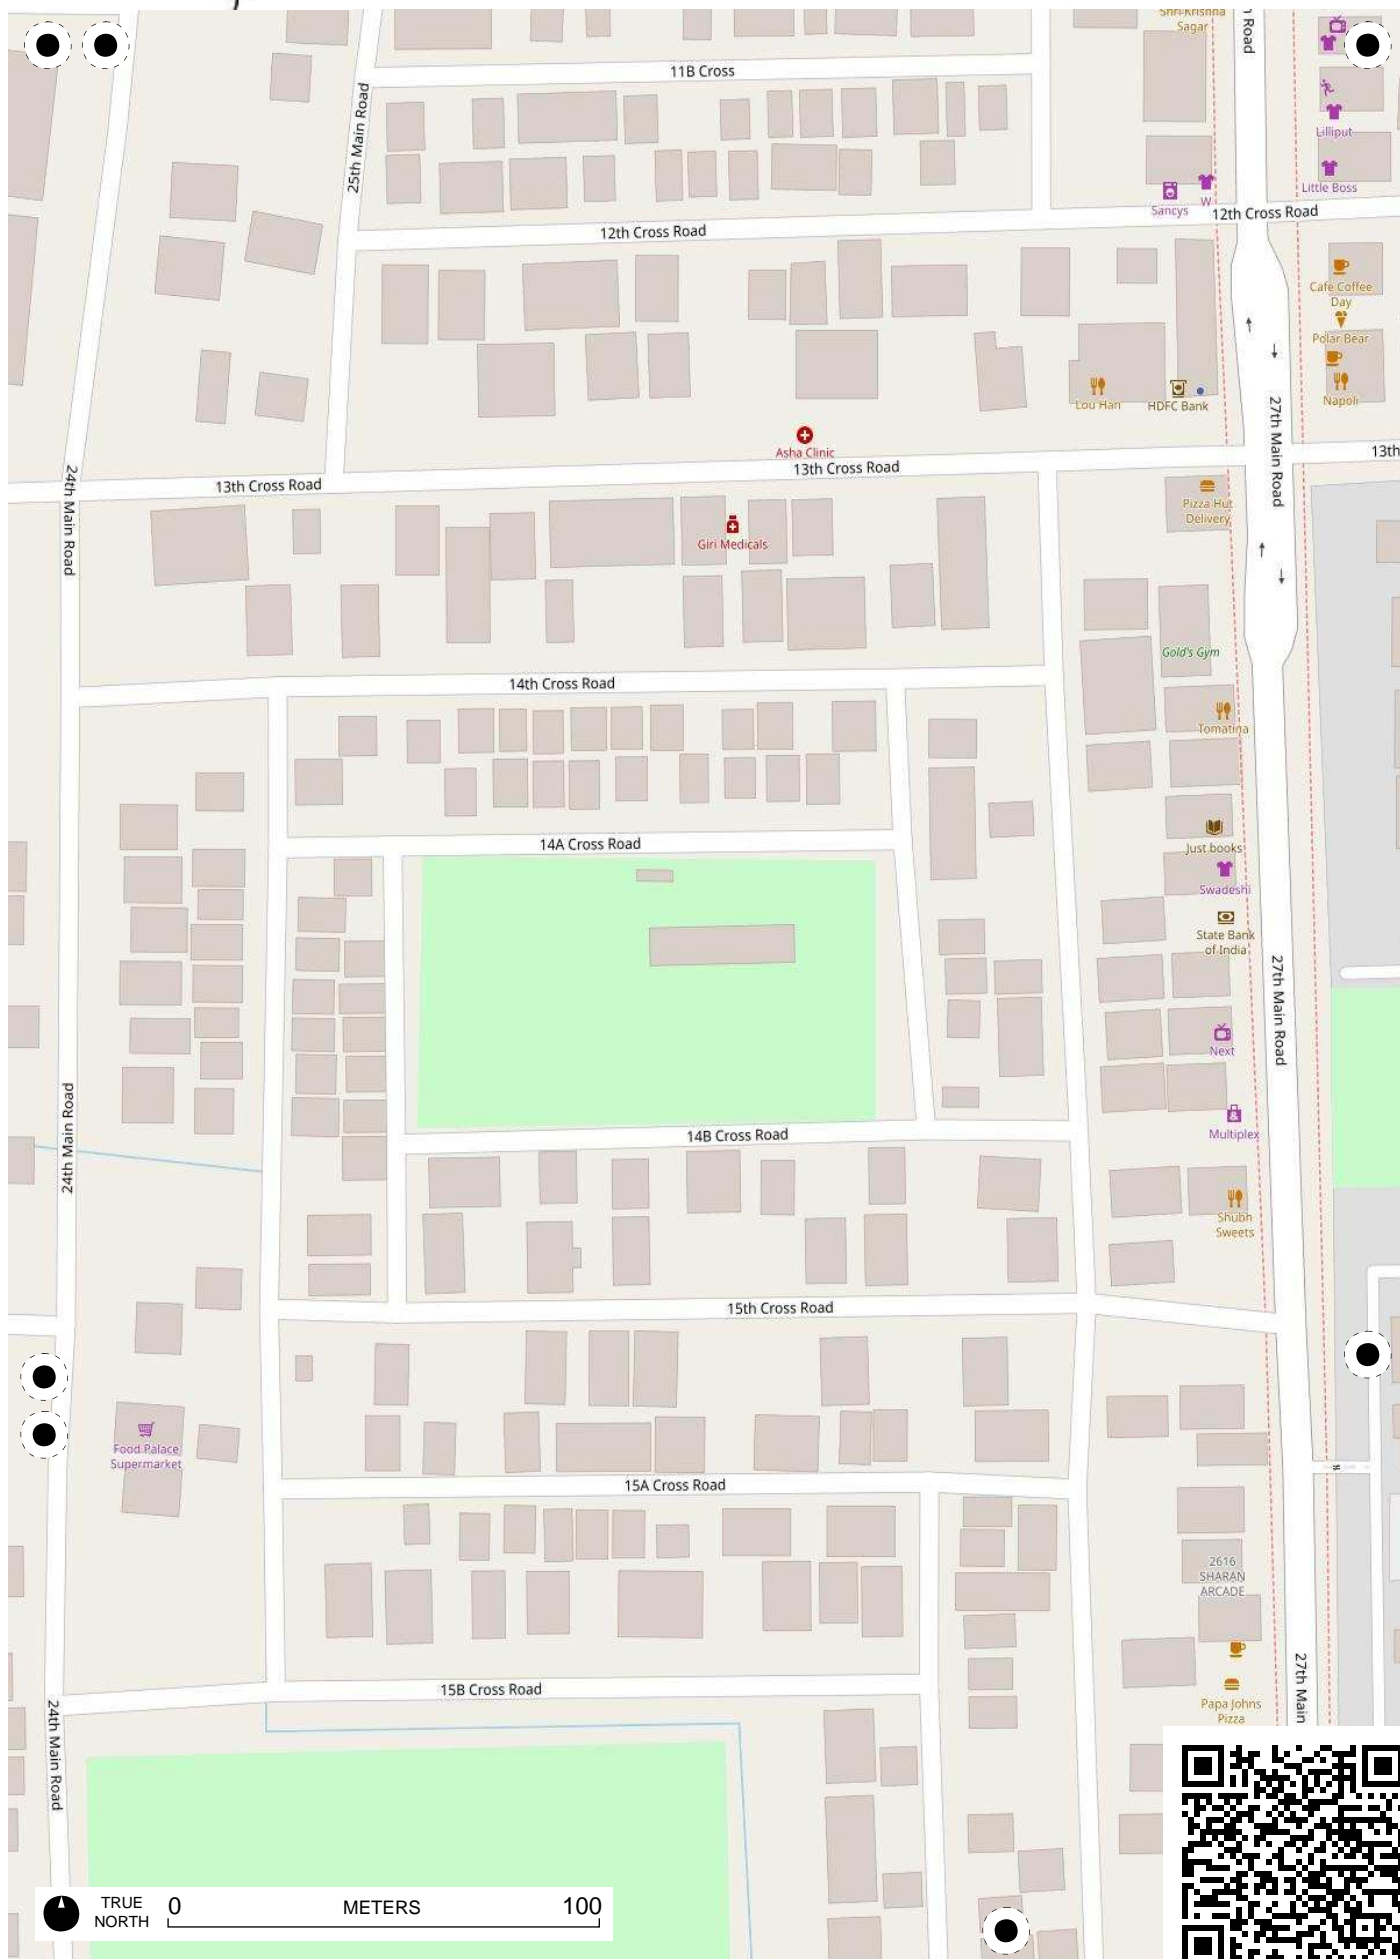 Shri Krishna
Sagar
Road
11B Cross
25th Main Road
Lilliput
Little Boss
Sancys
W
12th Cross Road
12th Cross Road
Cafe Coffee
Day
Polar Bear
Napoli
Lou Han
HDFC Bank
27th Main Road
Asha Clinic
13th Cross Road
13th
24th Main Road
13th Cross Road
Pizza Hut
Delivery
Giri Medicals
Gold's Gym
14th Cross Road
Tomatina
14A Cross Road
Just books
Swadeshi
State Bank
of India
27th Main Road
Next
24th Main Road
14B Cross Road
Multiplex
Shubh
Sweets
15th Cross Road
Food Palace
Supermarket
15A Cross Road
2616
SHARAN
ARCADE
27th Main
15B Cross Road
24th Main Road
Papa Johns
Pizza
TRUE
NORTH
0 METERS 100